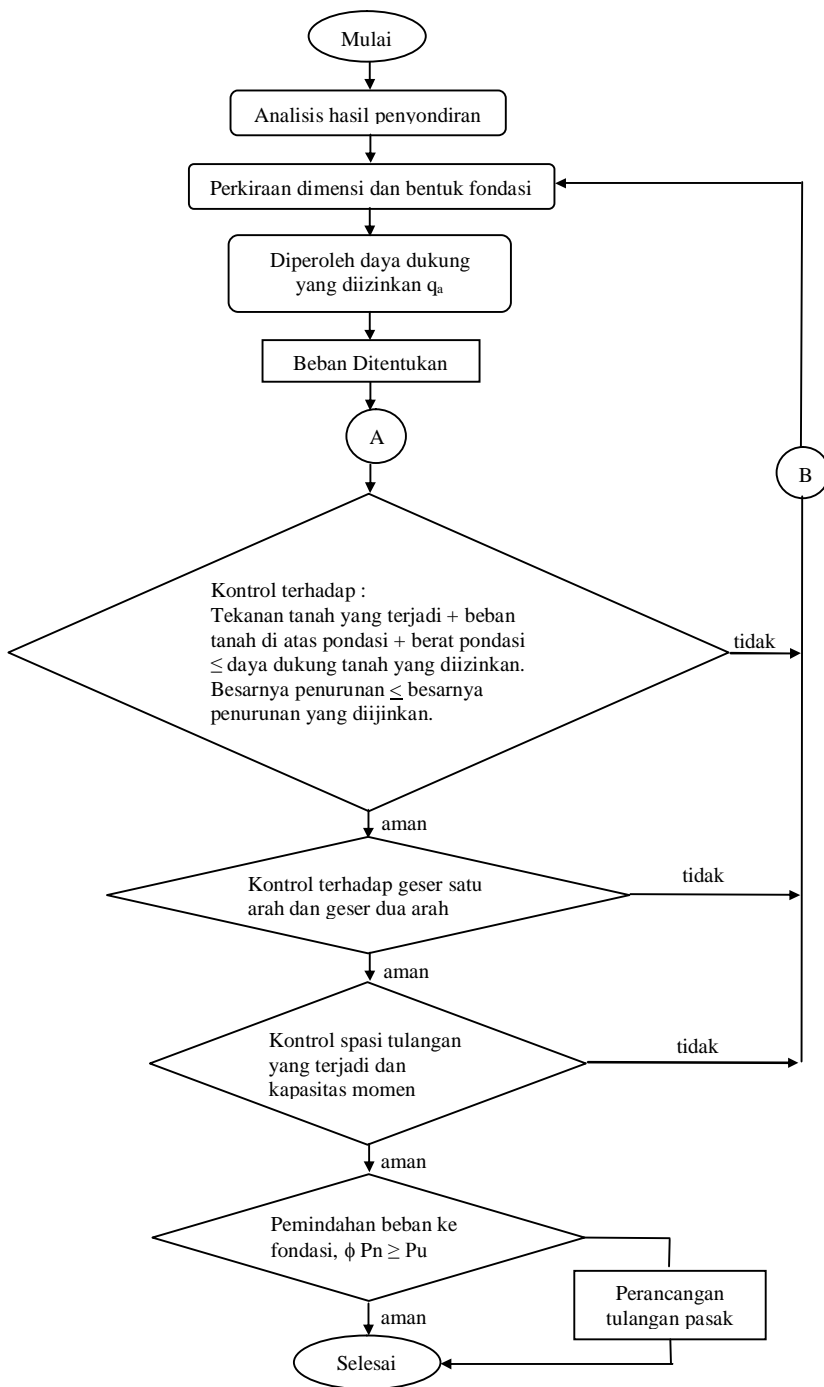 Mulai
Analisis hasil penyondiran
Perkiraan dimensi dan bentuk fondasi
Diperoleh daya dukung
yang diizinkan qₐ
Beban Ditentukan
A
B
Kontrol terhadap :
Tekanan tanah yang terjadi + beban
tanah di atas pondasi + berat pondasi
≤ daya dukung tanah yang diizinkan.
Besarnya penurunan ≤ besarnya
penurunan yang diijinkan.
tidak
aman
Kontrol terhadap geser satu
arah dan geser dua arah
tidak
aman
Kontrol spasi tulangan
yang terjadi dan
kapasitas momen
tidak
aman
Pemindahan beban ke
fondasi, ϕ Pn ≥ Pu
Perancangan
tulangan pasak
aman
Selesai